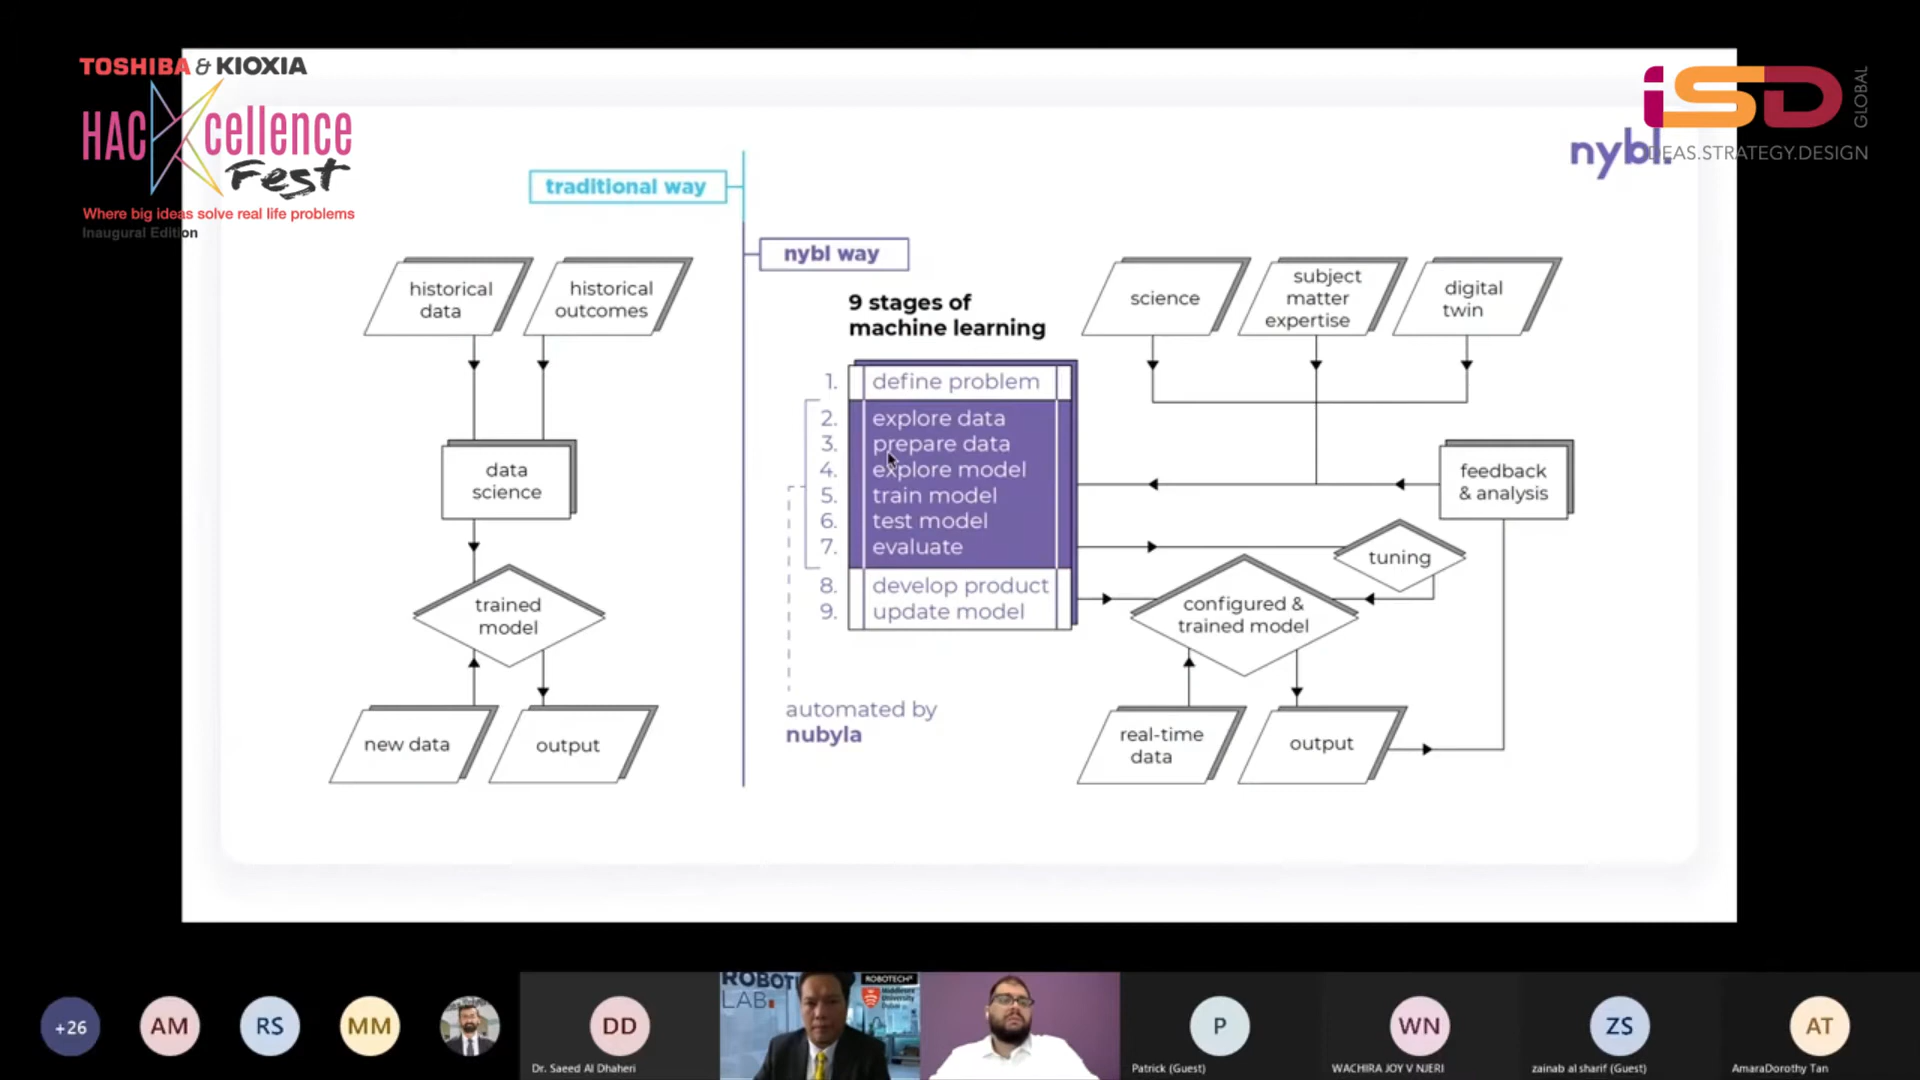 TOSHIBA & KIOXIA
HACXcellence
Fest
Where big ideas solve real life problems
Inaugural Edition
iSD
GLOBAL
nybl.
DEAS.STRATEGY.DESIGN
traditional way
nybl way
historical
data
historical
outcomes
data
science
trained
model
new data
output
9 stages of
machine learning
1. define problem
2. explore data
3. prepare data
4. explore model
5. train model
6. test model
7. evaluate
8. develop product
9. update model
automated by
nubyla
science
subject
matter
expertise
digital
twin
feedback
& analysis
tuning
configured &
trained model
real-time
data
output
+26
AM
RS
MM
DD
Dr. Saeed Al Dhaheri
ROBOT
LAB.
ROBOTECH
Middlesex
University
Dubai
P
Patrick (Guest)
WN
WACHIRA JOY V NJERI
ZS
zainab al sharif (Guest)
AT
AmaraDorothy Tan